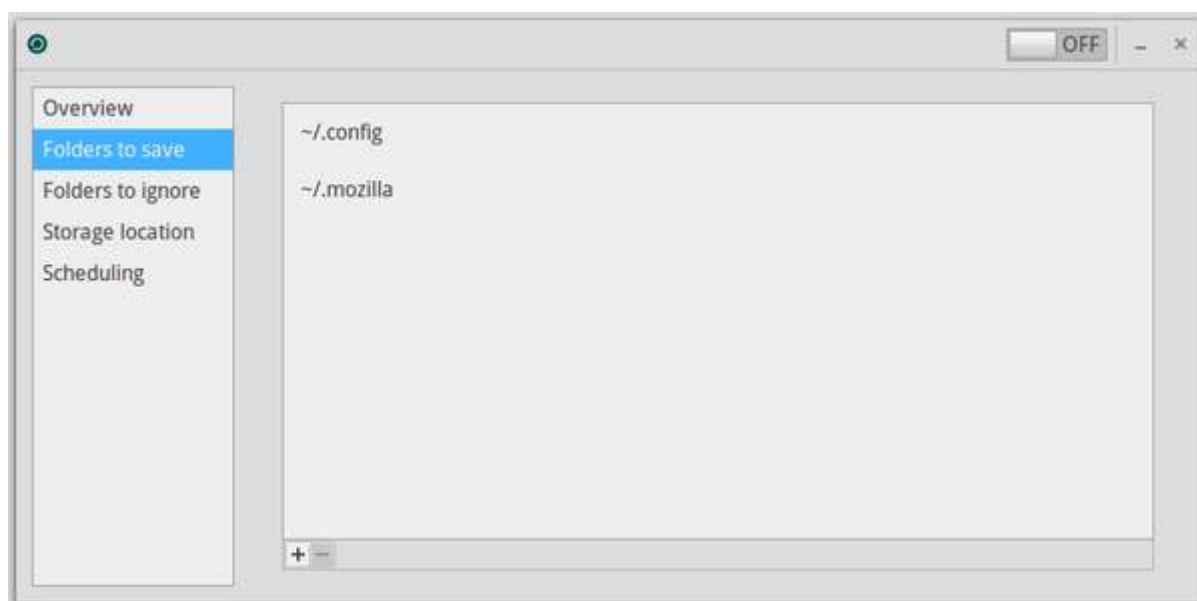 OFF
Overview
Folders to save
Folders to ignore
Storage location
Scheduling
~/.config
~/.mozilla